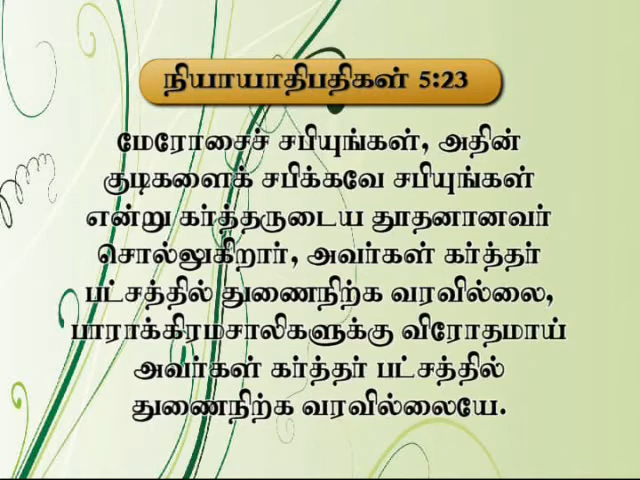 நியாயாதிபதிகள் 5:23
மேரோசைச் சபியுங்கள், அதின்
குடிகளைக் சபிக்கவே சபியுங்கள்
என்று கர்த்தருடைய தூதனானவர்
சொல்லுகிறார், அவர்கள் கர்த்தர்
பட்சத்தில் துணைநிற்க வரவில்லை,
பாராக்கிரமசாலிகளுக்கு விரோதமாய்
அவர்கள் கர்த்தர் பட்சத்தில்
துணைநிற்க வரவில்லையே.